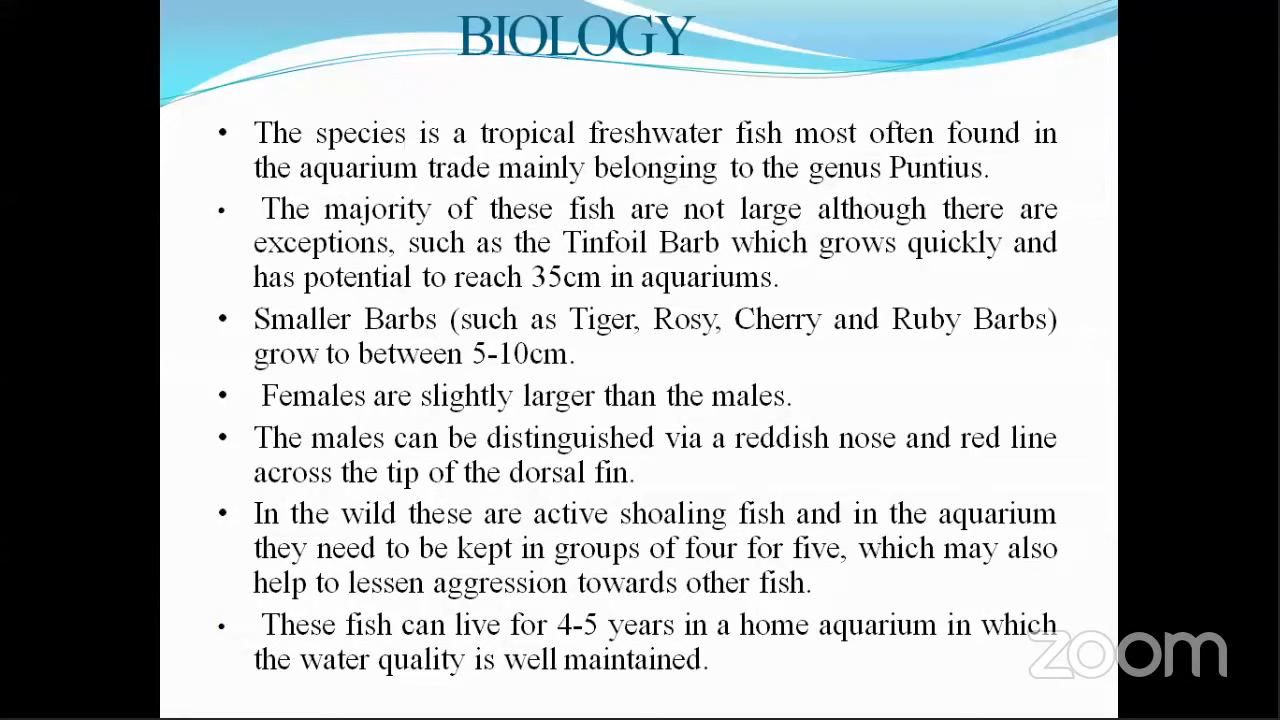 BIOLOGY
• The species is a tropical freshwater fish most often found in
the aquarium trade mainly belonging to the genus Puntius.
• The majority of these fish are not large although there are
exceptions, such as the Tinfoil Barb which grows quickly and
has potential to reach 35cm in aquariums.
• Smaller Barbs (such as Tiger, Rosy, Cherry and Ruby Barbs)
grow to between 5-10cm.
• Females are slightly larger than the males.
• The males can be distinguished via a reddish nose and red line
across the tip of the dorsal fin.
• In the wild these are active shoaling fish and in the aquarium
they need to be kept in groups of four for five, which may also
help to lessen aggression towards other fish.
• These fish can live for 4-5 years in a home aquarium in which
the water quality is well maintained.
zoom